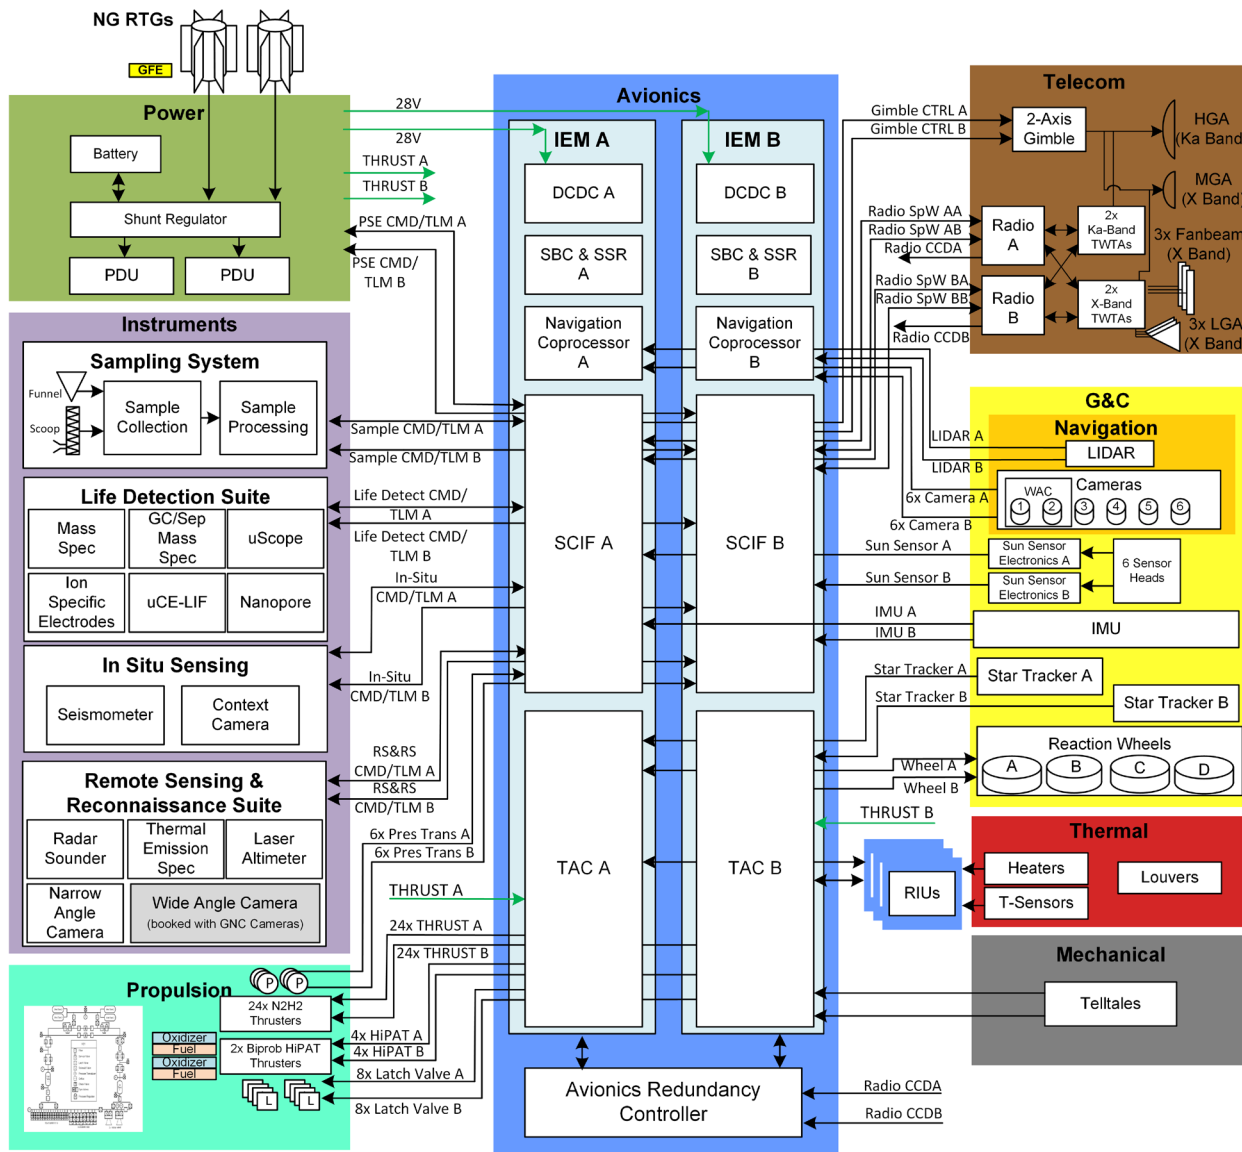 NG RTGs
GFE
Power
Battery
Shunt Regulator
PDU
PDU
28V
28V
THRUST A
THRUST B
PSE CMD/TLM A
PSE CMD/
TLM B
Instruments
Sampling System
Funnel
Scoop
Sample
Collection
Sample
Processing
Sample CMD/TLM A
Sample CMD/TLM B
Life Detection Suite
Mass
Spec
GC/Sep
Mass
Spec
uScope
Ion
Specific
Electrodes
uCE-LIF
Nanopore
Life Detect CMD/
TLM A
Life Detect CMD/
TLM B
In Situ Sensing
Seismometer
Context
Camera
In-Situ
CMD/TLM A
In-Situ
CMD/TLM B
Remote Sensing &
Reconnaissance Suite
Radar
Sounder
Thermal
Emission
Spec
Laser
Altimeter
Narrow
Angle
Camera
Wide Angle Camera
(booked with GNC Cameras)
RS&RS
CMD/TLM A
RS&RS
CMD/TLM B
6x Pres Trans A
6x Pres Trans B
THRUST A
24x THRUST A
24x THRUST B
Propulsion
P
P
24x N2H2
Thrusters
Oxidizer
Fuel
Oxidizer
Fuel
2x Biprob HiPAT
Thrusters
L
L
4x HiPAT A
4x HiPAT B
8x Latch Valve A
8x Latch Valve B
Avionics
IEM A
DCDC A
SBC & SSR
A
Navigation
Coprocessor
A
SCIF A
TAC A
IEM B
DCDC B
SBC & SSR
B
Navigation
Coprocessor
B
SCIF B
TAC B
Avionics Redundancy
Controller
Radio CCDA
Radio CCDB
Telecom
Gimble CTRL A
Gimble CTRL B
2-Axis
Gimble
HGA
(Ka Band)
MGA
(X Band)
Radio SpW AA
Radio SpW AB
Radio CCDA
Radio SpW BA
Radio SpW BB
Radio CCDB
Radio
A
Radio
B
2x
Ka-Band
TWTAs
2x
X-Band
TWTAs
3x Fanbeam
(X Band)
3x LGA
(X Band)
G&C
Navigation
LIDAR A
LIDAR B
LIDAR
Cameras
WAC
1
2
3
4
5
6
6x Camera A
6x Camera B
Sun Sensor A
Sun Sensor B
Sun Sensor
Electronics A
Sun Sensor
Electronics B
6 Sensor
Heads
IMU A
IMU B
IMU
Star Tracker A
Star Tracker B
Star Tracker A
Star Tracker B
Reaction Wheels
A
B
C
D
Wheel A
Wheel B
THRUST B
RIUs
Thermal
Heaters
T-Sensors
Louvers
Mechanical
Telltales